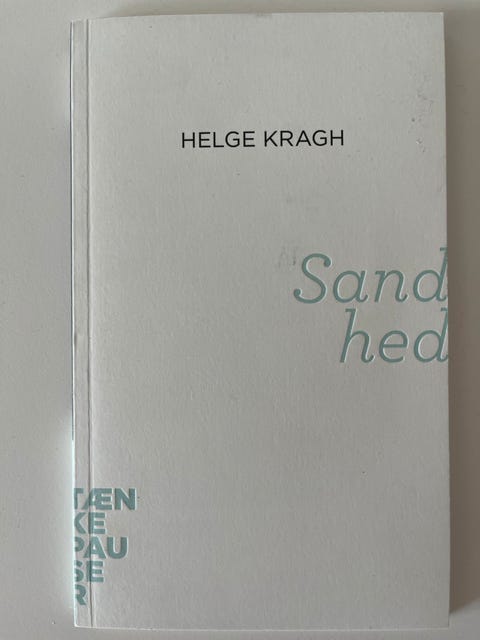 HELGE KRAGH
Sand
hed
TÆN
KE
PAU
SE
R